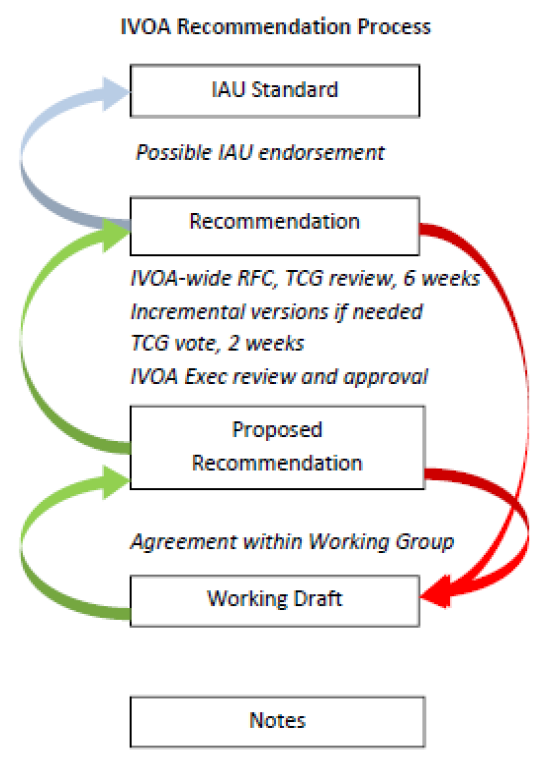 IVOA Recommendation Process
IAU Standard
Possible IAU endorsement
Recommendation
IVOA-wide RFC, TCG review, 6 weeks
Incremental versions if needed
TCG vote, 2 weeks
IVOA Exec review and approval
Proposed
Recommendation
Agreement within Working Group
Working Draft
Notes